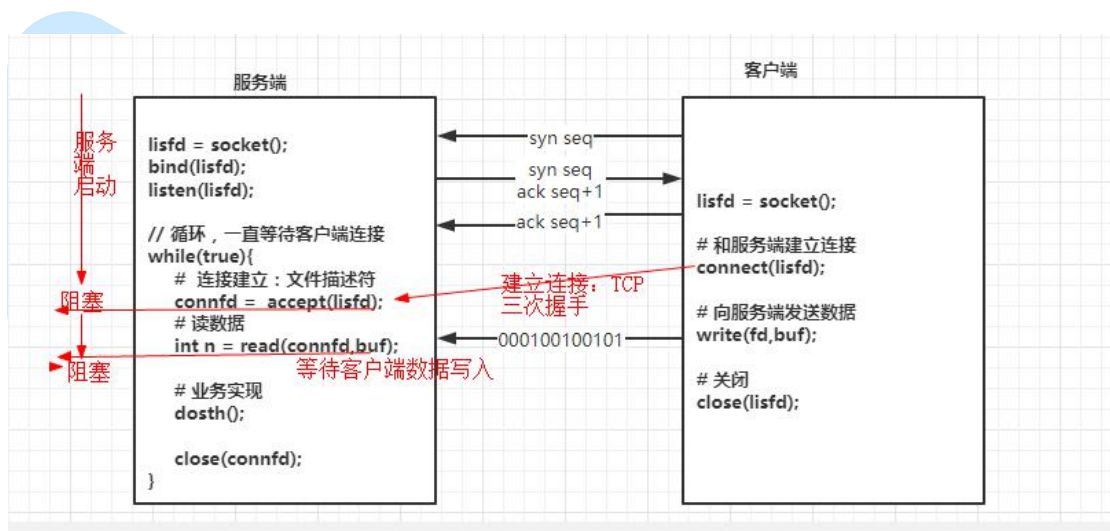 服务端
客户端
服务
端
启动
lisfd = socket();
bind(lisfd);
listen(lisfd);
// 循环，一直等待客户端连接
while(true){
# 连接建立：文件描述符
connfd = accept(lisfd);
# 读数据
int n = read(connfd,buf);
# 业务实现
dosth();
close(connfd);
}
阻塞
阻塞
syn seq
syn seq
ack seq+1
ack seq+1
建立连接：TCP
三次握手
000100100101
等待客户端数据写入
lisfd = socket();
# 和服务端建立连接
connect(lisfd);
# 向服务端发送数据
write(fd,buf);
# 关闭
close(lisfd);